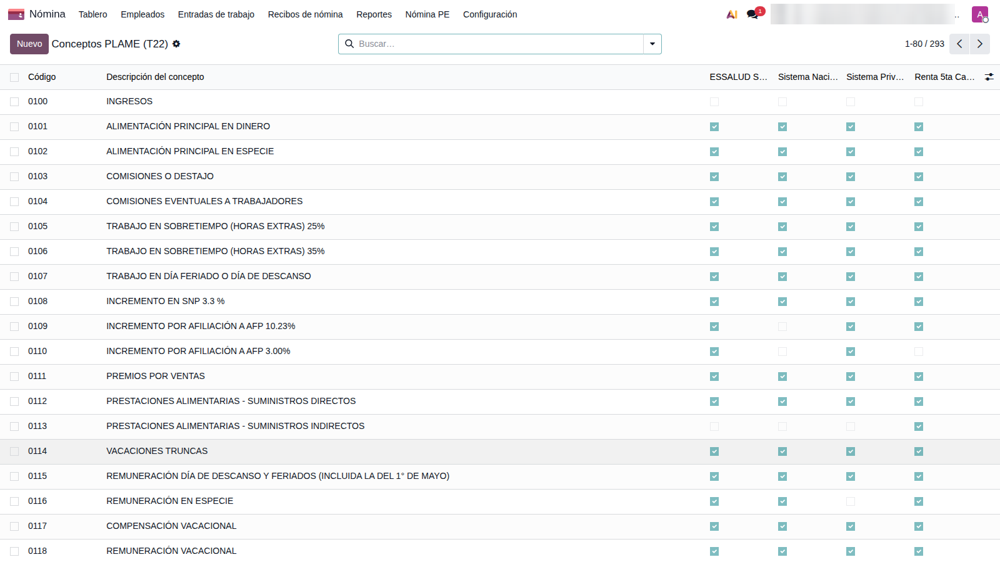 Nómina Tablero Empleados Entradas de trabajo Recibos de nómina Reportes Nómina PE Configuración AI 1 .. A
Nuevo Conceptos PLAME (T22) Buscar... 1-80 / 293
Código Descripción del concepto ESSALUD S... Sistema Naci... Sistema Priv... Renta 5ta Ca...
0100 INGRESOS
0101 ALIMENTACIÓN PRINCIPAL EN DINERO
0102 ALIMENTACIÓN PRINCIPAL EN ESPECIE
0103 COMISIONES O DESTAJO
0104 COMISIONES EVENTUALES A TRABAJADORES
0105 TRABAJO EN SOBRETIEMPO (HORAS EXTRAS) 25%
0106 TRABAJO EN SOBRETIEMPO (HORAS EXTRAS) 35%
0107 TRABAJO EN DÍA FERIADO O DÍA DE DESCANSO
0108 INCREMENTO EN SNP 3.3 %
0109 INCREMENTO POR AFILIACIÓN A AFP 10.23%
0110 INCREMENTO POR AFILIACIÓN A AFP 3.00%
0111 PREMIOS POR VENTAS
0112 PRESTACIONES ALIMENTARIAS - SUMINISTROS DIRECTOS
0113 PRESTACIONES ALIMENTARIAS - SUMINISTROS INDIRECTOS
0114 VACACIONES TRUNCAS
0115 REMUNERACIÓN DÍA DE DESCANSO Y FERIADOS (INCLUIDA LA DEL 1° DE MAYO)
0116 REMUNERACIÓN EN ESPECIE
0117 COMPENSACIÓN VACACIONAL
0118 REMUNERACIÓN VACACIONAL